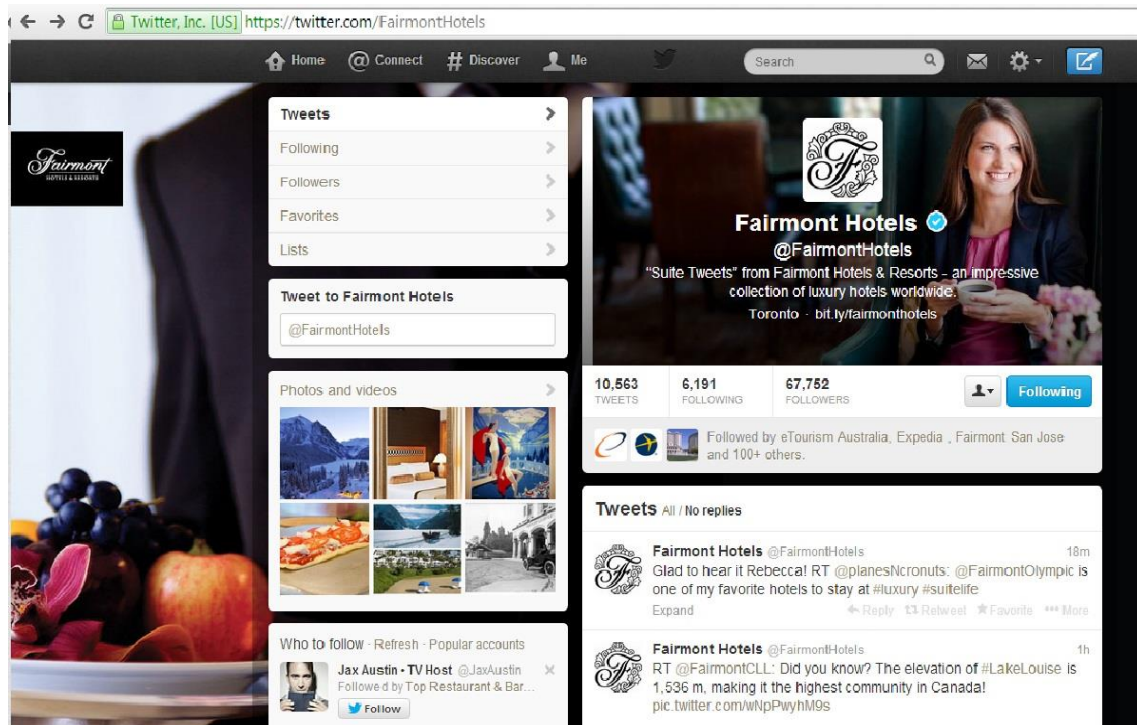 Twitter, Inc. [US] https://twitter.com/FairmontHotels
Home @ Connect # Discover Me Search
Fairmont
HOTELS & RESORTS
Tweets
Following
Followers
Favorites
Lists
Tweet to Fairmont Hotels
@FairmontHotels
Photos and videos
Who to follow · Refresh · Popular accounts
Jax Austin • TV Host @JaxAustin
Followed by Top Restaurant & Bar...
Follow
Fairmont Hotels
@FairmontHotels
"Suite Tweets" from Fairmont Hotels & Resorts - an impressive
collection of luxury hotels worldwide.
Toronto · bit.ly/fairmonthotels
10,563 6,191 67,752
TWEETS FOLLOWING FOLLOWERS
Following
Followed by eTourism Australia, Expedia , Fairmont San Jose
and 100+ others.
Tweets All / No replies
Fairmont Hotels @FairmontHotels 18m
Glad to hear it Rebecca! RT @planesNcronuts: @FairmontOlympic is
one of my favorite hotels to stay at #luxury #suitelife
Expand Reply Retweet Favorite More
Fairmont Hotels @FairmontHotels 1h
RT @FairmontCLL: Did you know? The elevation of #LakeLouise is
1,536 m, making it the highest community in Canada!
pic.twitter.com/wNpPwyhM9s